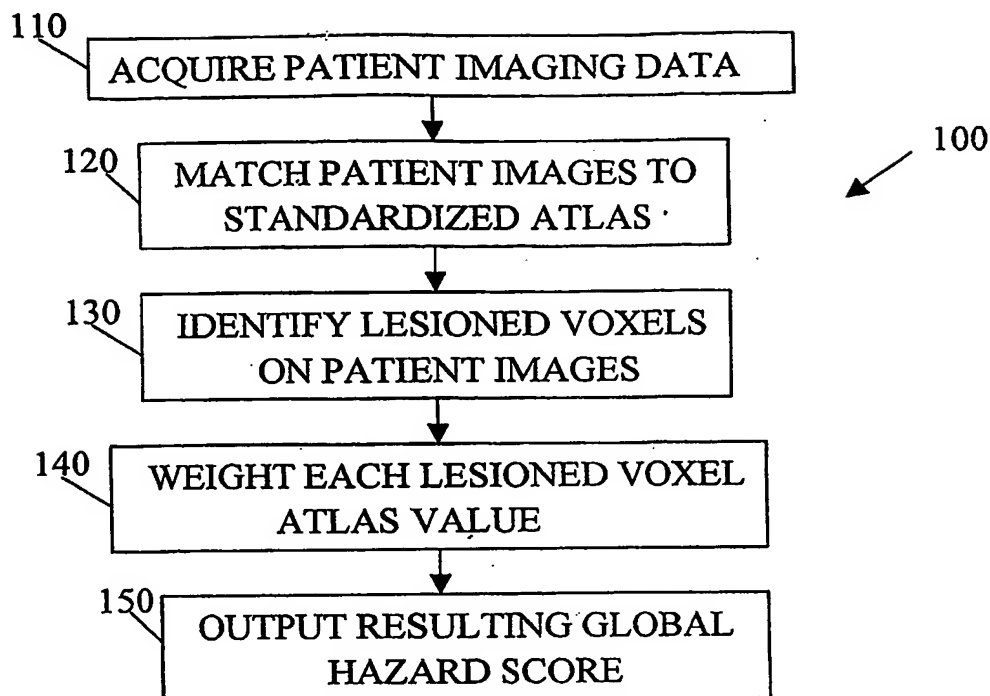 110
ACQUIRE PATIENT IMAGING DATA
100
120
MATCH PATIENT IMAGES TO
STANDARDIZED ATLAS
130
IDENTIFY LESIONED VOXELS
ON PATIENT IMAGES
140
WEIGHT EACH LESIONED VOXEL
ATLAS VALUE
150
OUTPUT RESULTING GLOBAL
HAZARD SCORE